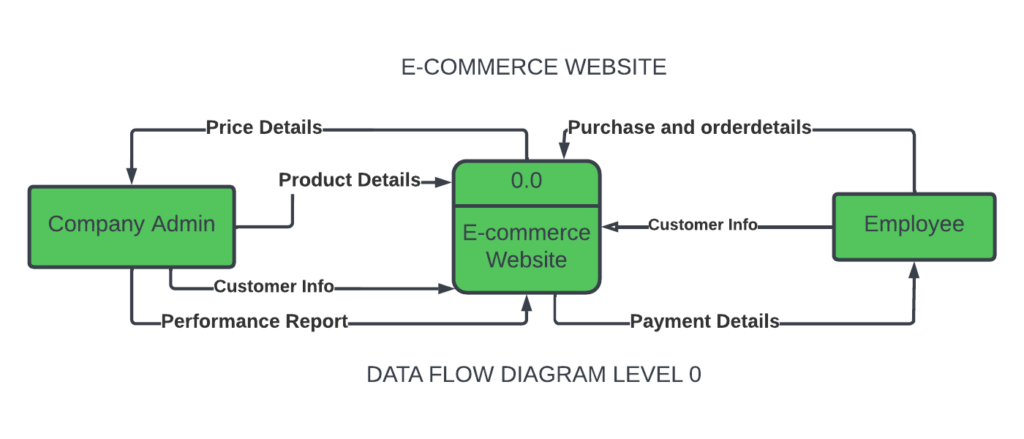 E-COMMERCE WEBSITE
Price Details
Purchase and orderdetails
Product Details
0.0
Company Admin
E-commerce
Website
Customer Info
Employee
Customer Info
Performance Report
Payment Details
DATA FLOW DIAGRAM LEVEL 0